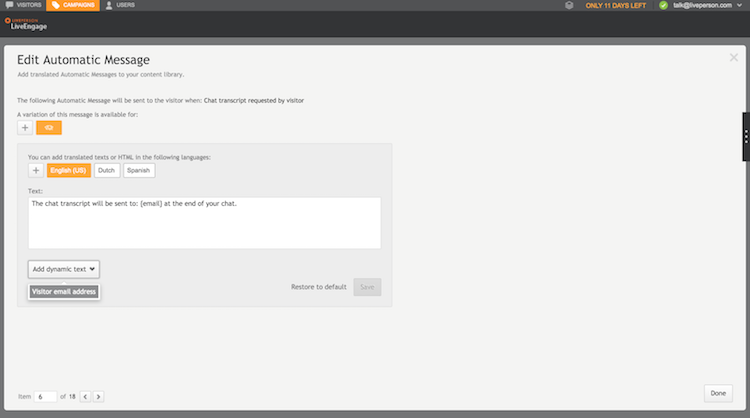 VISITORS
CAMPAIGNS
USERS
ONLY 11 DAYS LEFT
talk@liveperson.com
LIVEPERSON
LiveEngage
Edit Automatic Message
Add translated Automatic Messages to your content library.
The following Automatic Message will be sent to the visitor when: Chat transcript requested by visitor
A variation of this message is available for:
You can add translated texts or HTML in the following languages:
English (US) Dutch Spanish
Text:
The chat transcript will be sent to: {email} at the end of your chat.
Add dynamic text
Visitor email address
Restore to default
Save
Item 6 of 18
Done